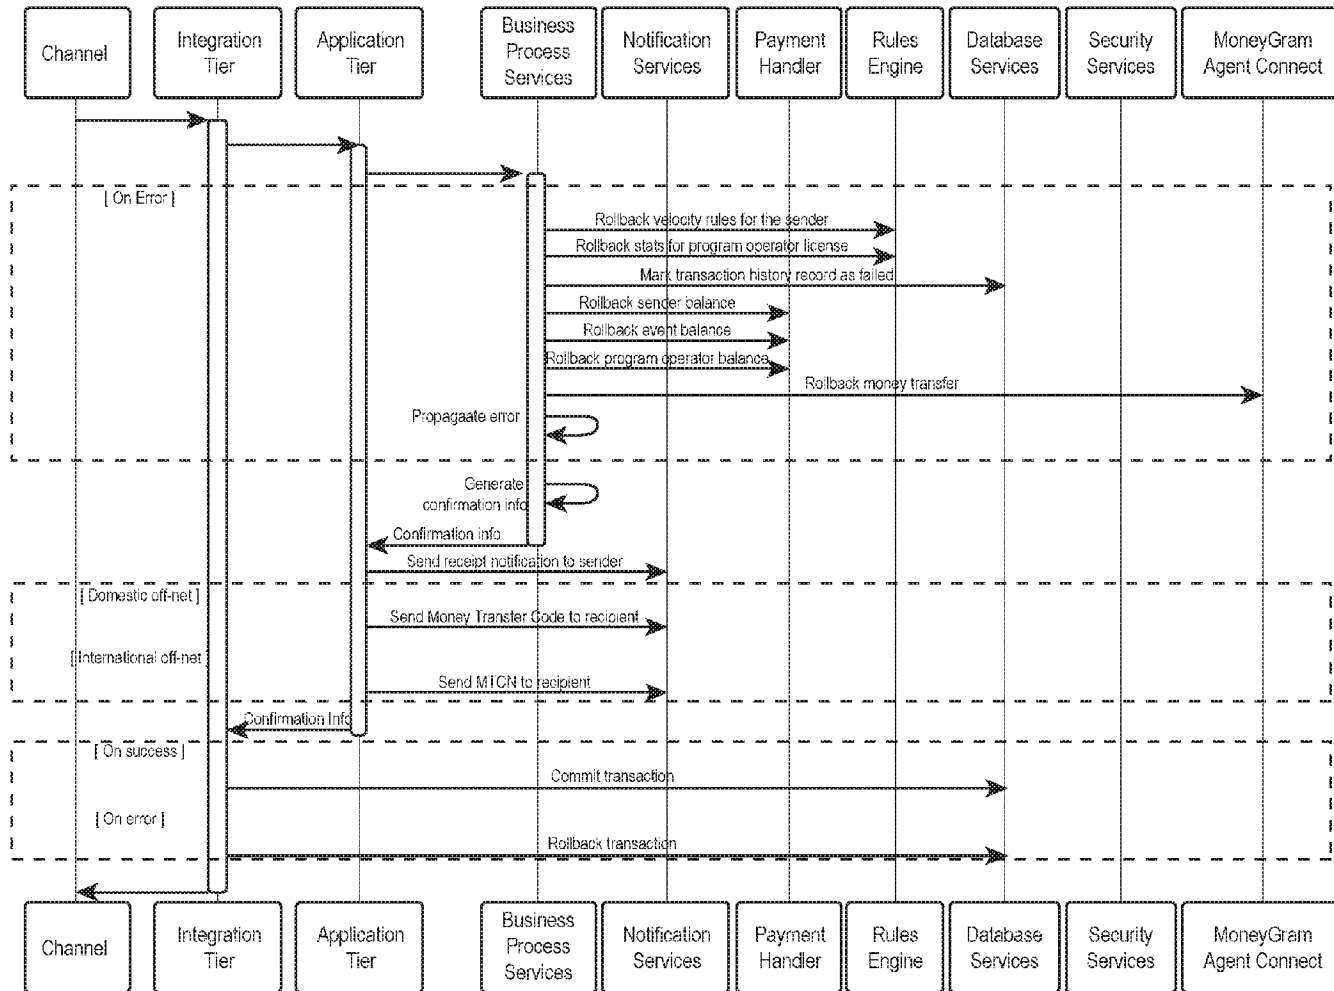 Channel
Integration
Tier
Application
Tier
Business
Process
Services
Notification
Services
Payment
Handler
Rules
Engine
Database
Services
Security
Services
MoneyGram
Agent Connect
[ On Error ]
Rollback velocity rules for the sender
Rollback stats for program operator license
Mark transaction history record as failed
Rollback sender balance
Rollback event balance
Rollback program operator balance
Rollback money transfer
Propagaate error
Generate
confirmation info
Confirmation info
Send receipt notification to sender
[ Domestic off-net ]
Send Money Transfer Code to recipient
[ International off-net
Send MTCN to recipient
Confirmation Info
[ On success ]
Commit transaction
[ On error ]
Rollback transaction
Channel
Integration
Tier
Application
Tier
Business
Process
Services
Notification
Services
Payment
Handler
Rules
Engine
Database
Services
Security
Services
MoneyGram
Agent Connect